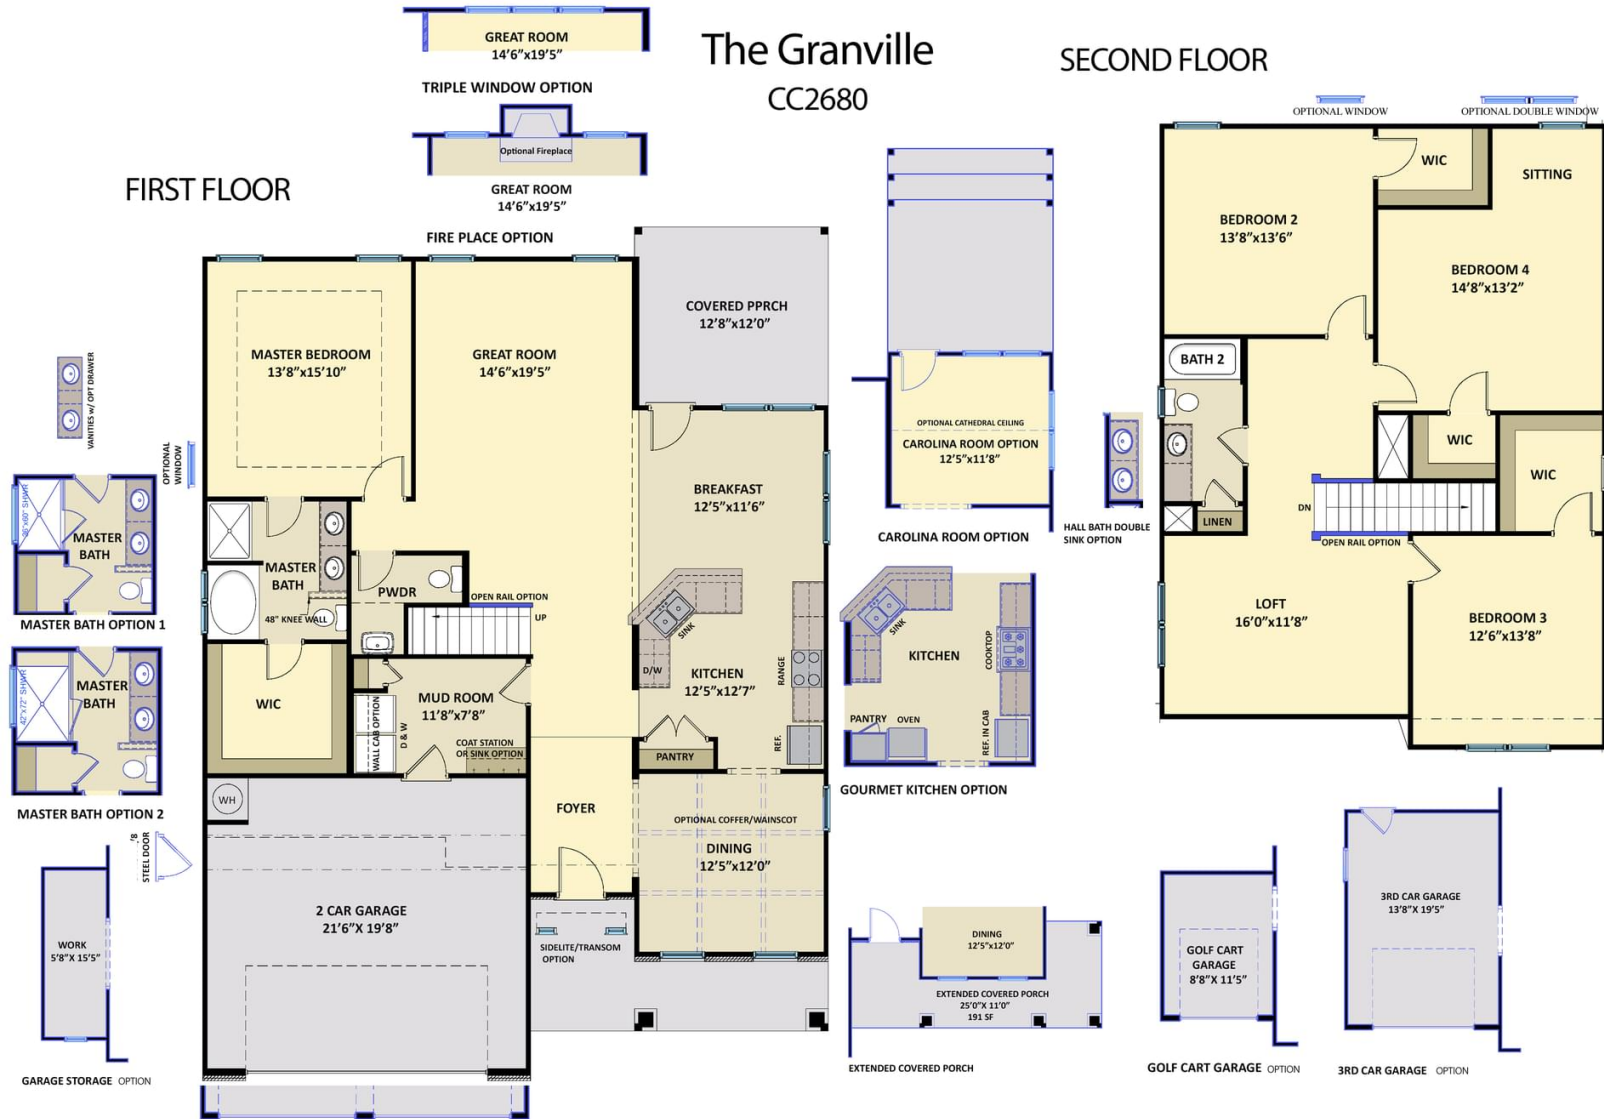 The Granville
CC2680
FIRST FLOOR
SECOND FLOOR
GREAT ROOM
14'6"x19'5"
TRIPLE WINDOW OPTION
Optional Fireplace
GREAT ROOM
14'6"x19'5"
FIRE PLACE OPTION
MASTER BEDROOM
13'8"x15'10"
GREAT ROOM
14'6"x19'5"
COVERED PPRCH
12'8"x12'0"
BREAKFAST
12'5"x11'6"
MASTER
BATH
48" KNEE WALL
PWDR
OPEN RAIL OPTION
UP
SINK
D/W
KITCHEN
12'5"x12'7"
RANGE
REF.
PANTRY
WIC
MUD ROOM
11'8"x7'8"
WALL CAB OPTION
D & W
COAT STATION
OR SINK OPTION
WH
FOYER
OPTIONAL COFFER/WAINSCOT
DINING
12'5"x12'0"
2 CAR GARAGE
21'6"X 19'8"
SIDELITE/TRANSOM
OPTION
VANITIES w/ OPT DRAWER
OPTIONAL
WINDOW
36"x60" SHWR
MASTER
BATH
MASTER BATH OPTION 1
42"x72" SHWR
MASTER
BATH
MASTER BATH OPTION 2
8'
STEEL DOOR
WORK
5'8"X 15'5"
GARAGE STORAGE OPTION
OPTIONAL CATHEDRAL CEILING
CAROLINA ROOM OPTION
12'5"x11'8"
CAROLINA ROOM OPTION
SINK
KITCHEN
COOKTOP
PANTRY
OVEN
REF. IN CAB
GOURMET KITCHEN OPTION
DINING
12'5"x12'0"
EXTENDED COVERED PORCH
25'0"X 11'0"
191 SF
EXTENDED COVERED PORCH
HALL BATH DOUBLE
SINK OPTION
OPTIONAL WINDOW
OPTIONAL DOUBLE WINDOW
BEDROOM 2
13'8"x13'6"
WIC
SITTING
BEDROOM 4
14'8"x13'2"
BATH 2
WIC
WIC
LINEN
DN
OPEN RAIL OPTION
LOFT
16'0"x11'8"
BEDROOM 3
12'6"x13'8"
GOLF CART
GARAGE
8'8"X 11'5"
GOLF CART GARAGE OPTION
3RD CAR GARAGE
13'8"X 19'5"
3RD CAR GARAGE OPTION